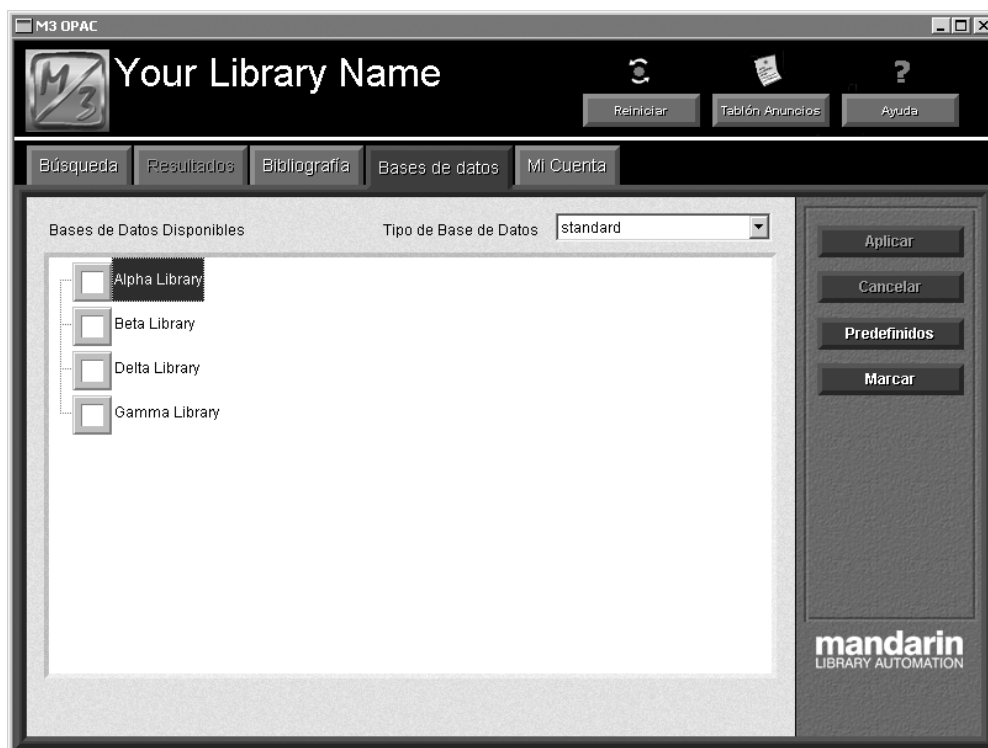 M3 OPAC
M/3
Your Library Name
Reiniciar
Tablón Anuncios
?
Ayuda
Búsqueda
Resultados
Bibliografía
Bases de datos
Mi Cuenta
Bases de Datos Disponibles
Tipo de Base de Datos
standard
Aplicar
Alpha Library
Cancelar
Beta Library
Predefinidos
Delta Library
Marcar
Gamma Library
mandarin
LIBRARY AUTOMATION